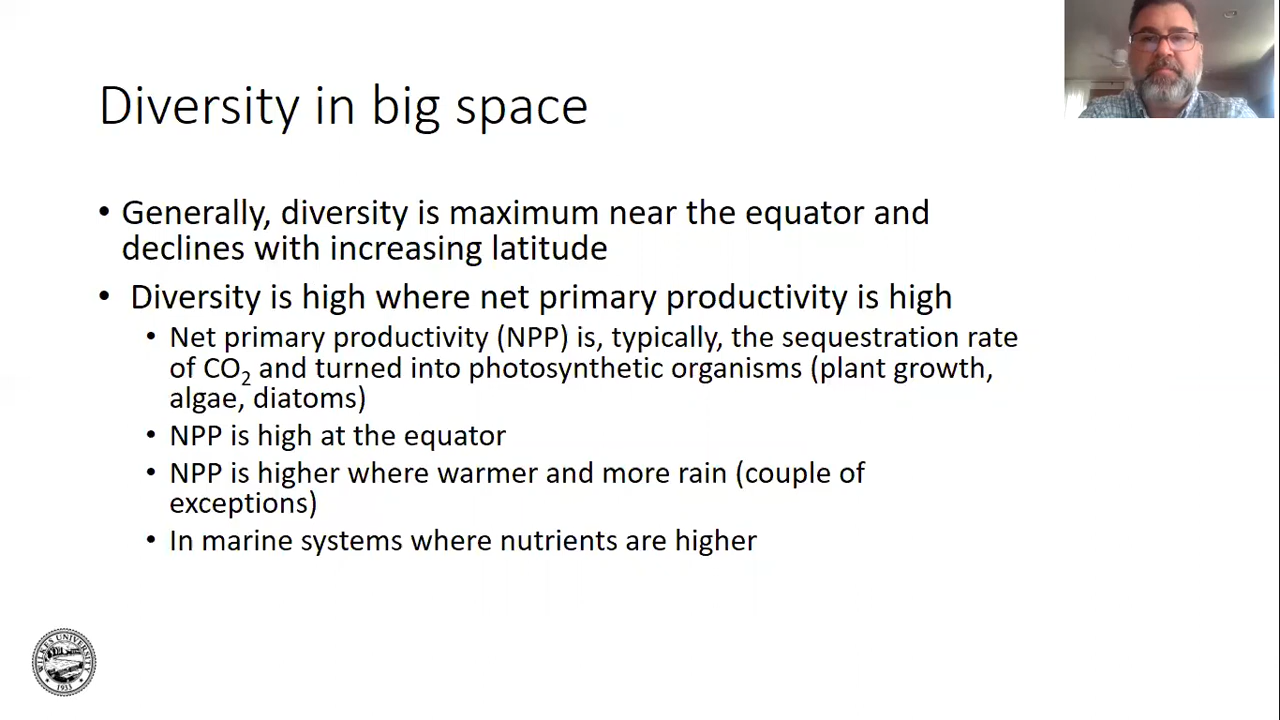 Diversity in big space
• Generally, diversity is maximum near the equator and
declines with increasing latitude
• Diversity is high where net primary productivity is high
• Net primary productivity (NPP) is, typically, the sequestration rate
of CO₂ and turned into photosynthetic organisms (plant growth,
algae, diatoms)
• NPP is high at the equator
• NPP is higher where warmer and more rain (couple of
exceptions)
• In marine systems where nutrients are higher
WILKES UNIVERSITY
1933